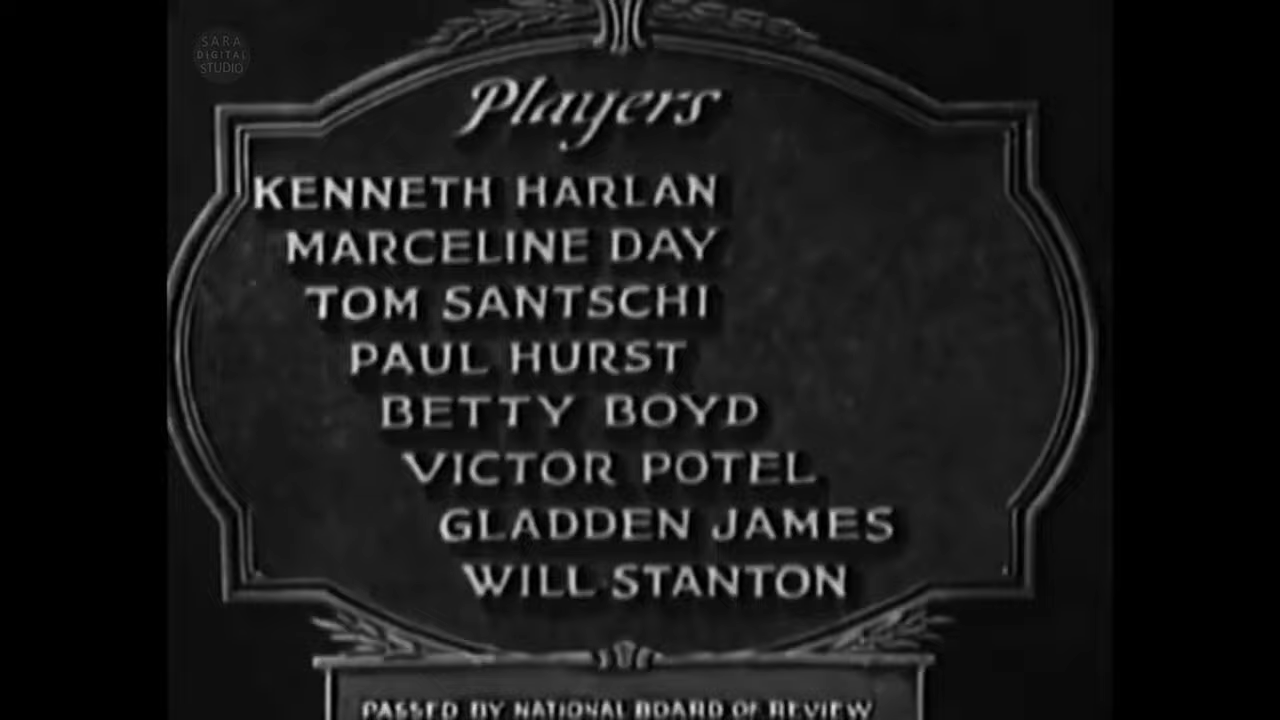 SARA
DIGITAL
STUDIO
Players
KENNETH HARLAN
MARCELINE DAY
TOM SANTSCHI
PAUL HURST
BETTY BOYD
VICTOR POTEL
GLADDEN JAMES
WILL STANTON
PASSED BY NATIONAL BOARD OF REVIEW